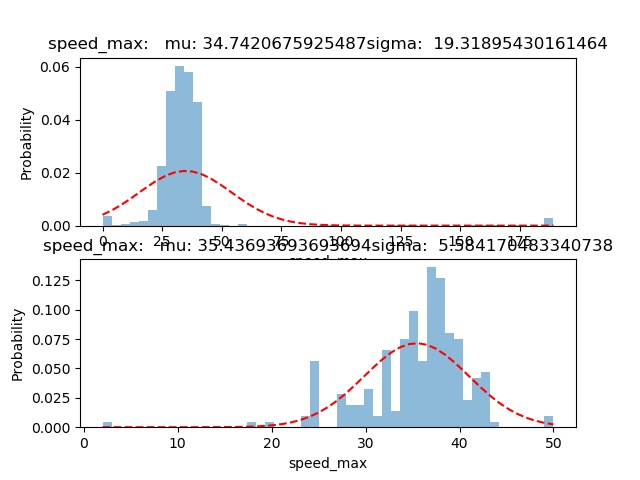 speed_max:   mu: 34.7420675925487sigma:  19.31895430161464
0.06
0.04
0.02
0.00
Probability
0 25 50 75 100 125 150 175
speed_max
speed_max:   mu: 35.43693693693694sigma:  5.584170483340738
0.125
0.100
0.075
0.050
0.025
0.000
Probability
0 10 20 30 40 50
speed_max